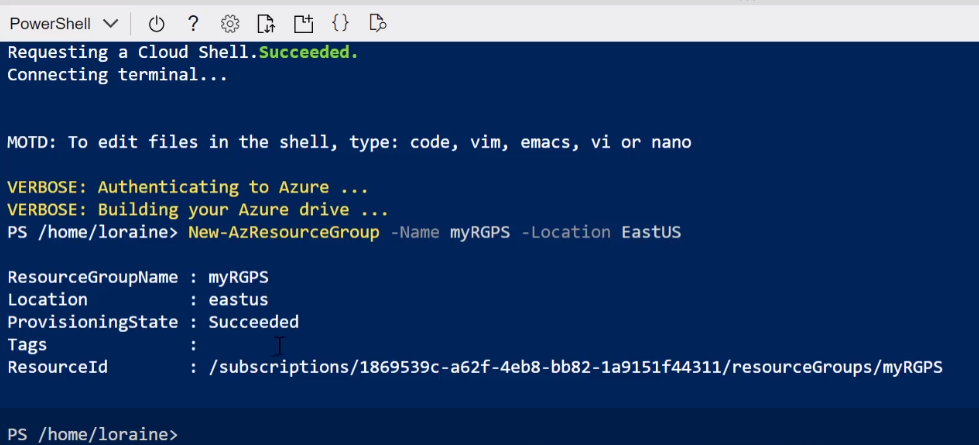 PowerShell ?
Requesting a Cloud Shell.Succeeded.
Connecting terminal...
MOTD: To edit files in the shell, type: code, vim, emacs, vi or nano
VERBOSE: Authenticating to Azure ...
VERBOSE: Building your Azure drive ...
PS /home/loraine> New-AzResourceGroup -Name myRGPS -Location EastUS
ResourceGroupName : myRGPS
Location : eastus
ProvisioningState : Succeeded
Tags :
ResourceId : /subscriptions/1869539c-a62f-4eb8-bb82-1a9151f44311/resourceGroups/myRGPS
PS /home/loraine>